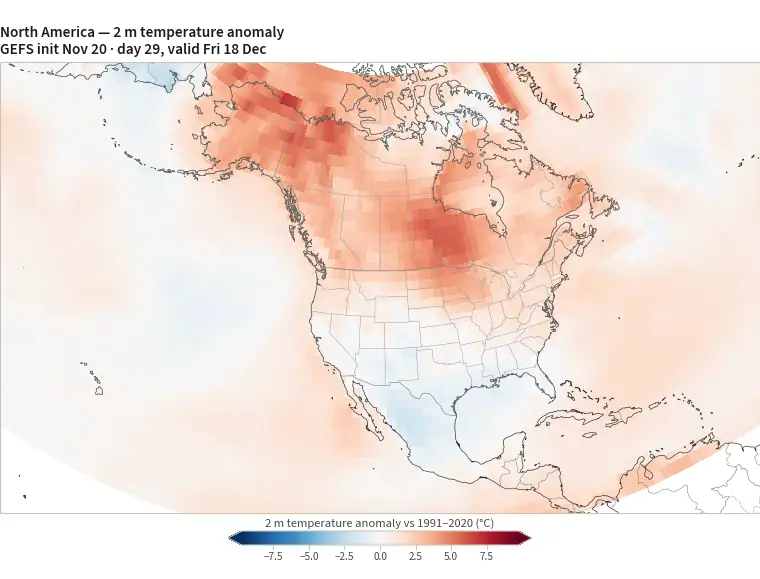 North America — 2 m temperature anomaly
GEFS init Nov 20 · day 29, valid Fri 18 Dec
2 m temperature anomaly vs 1991–2020 (°C)
−7.5 −5.0 −2.5 0.0 2.5 5.0 7.5